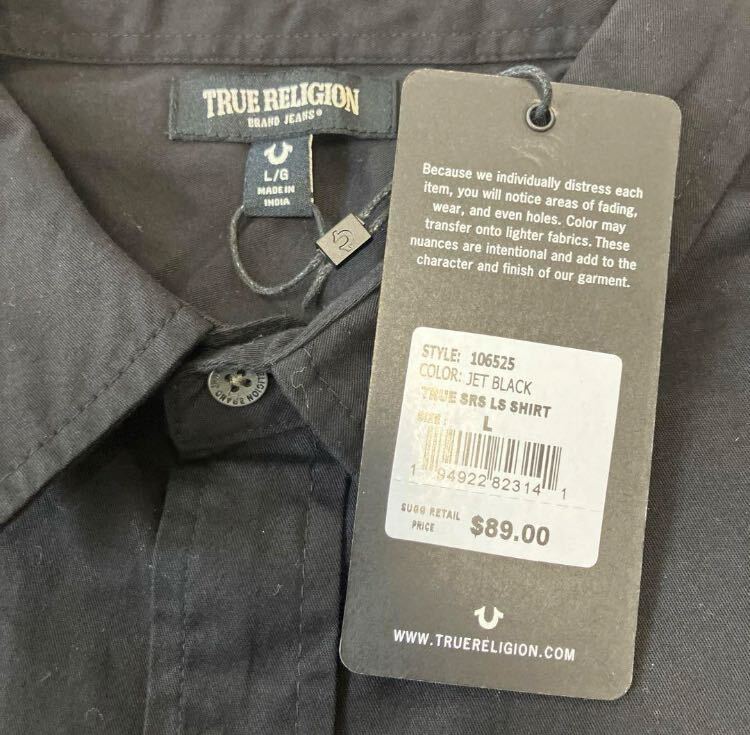 TRUE RELIGION
BRAND JEANS®
L/G
MADE IN
INDIA
Because we individually distress each
item, you will notice areas of fading,
wear, and even holes. Color may
transfer onto lighter fabrics. These
nuances are intentional and add to the
character and finish of our garment.
STYLE: 106525
COLOR: JET BLACK
TRUE SRS LS SHIRT
SIZE: L
1 94922 82314 1
SUGG RETAIL
PRICE
$89.00
WWW.TRUERELIGION.COM